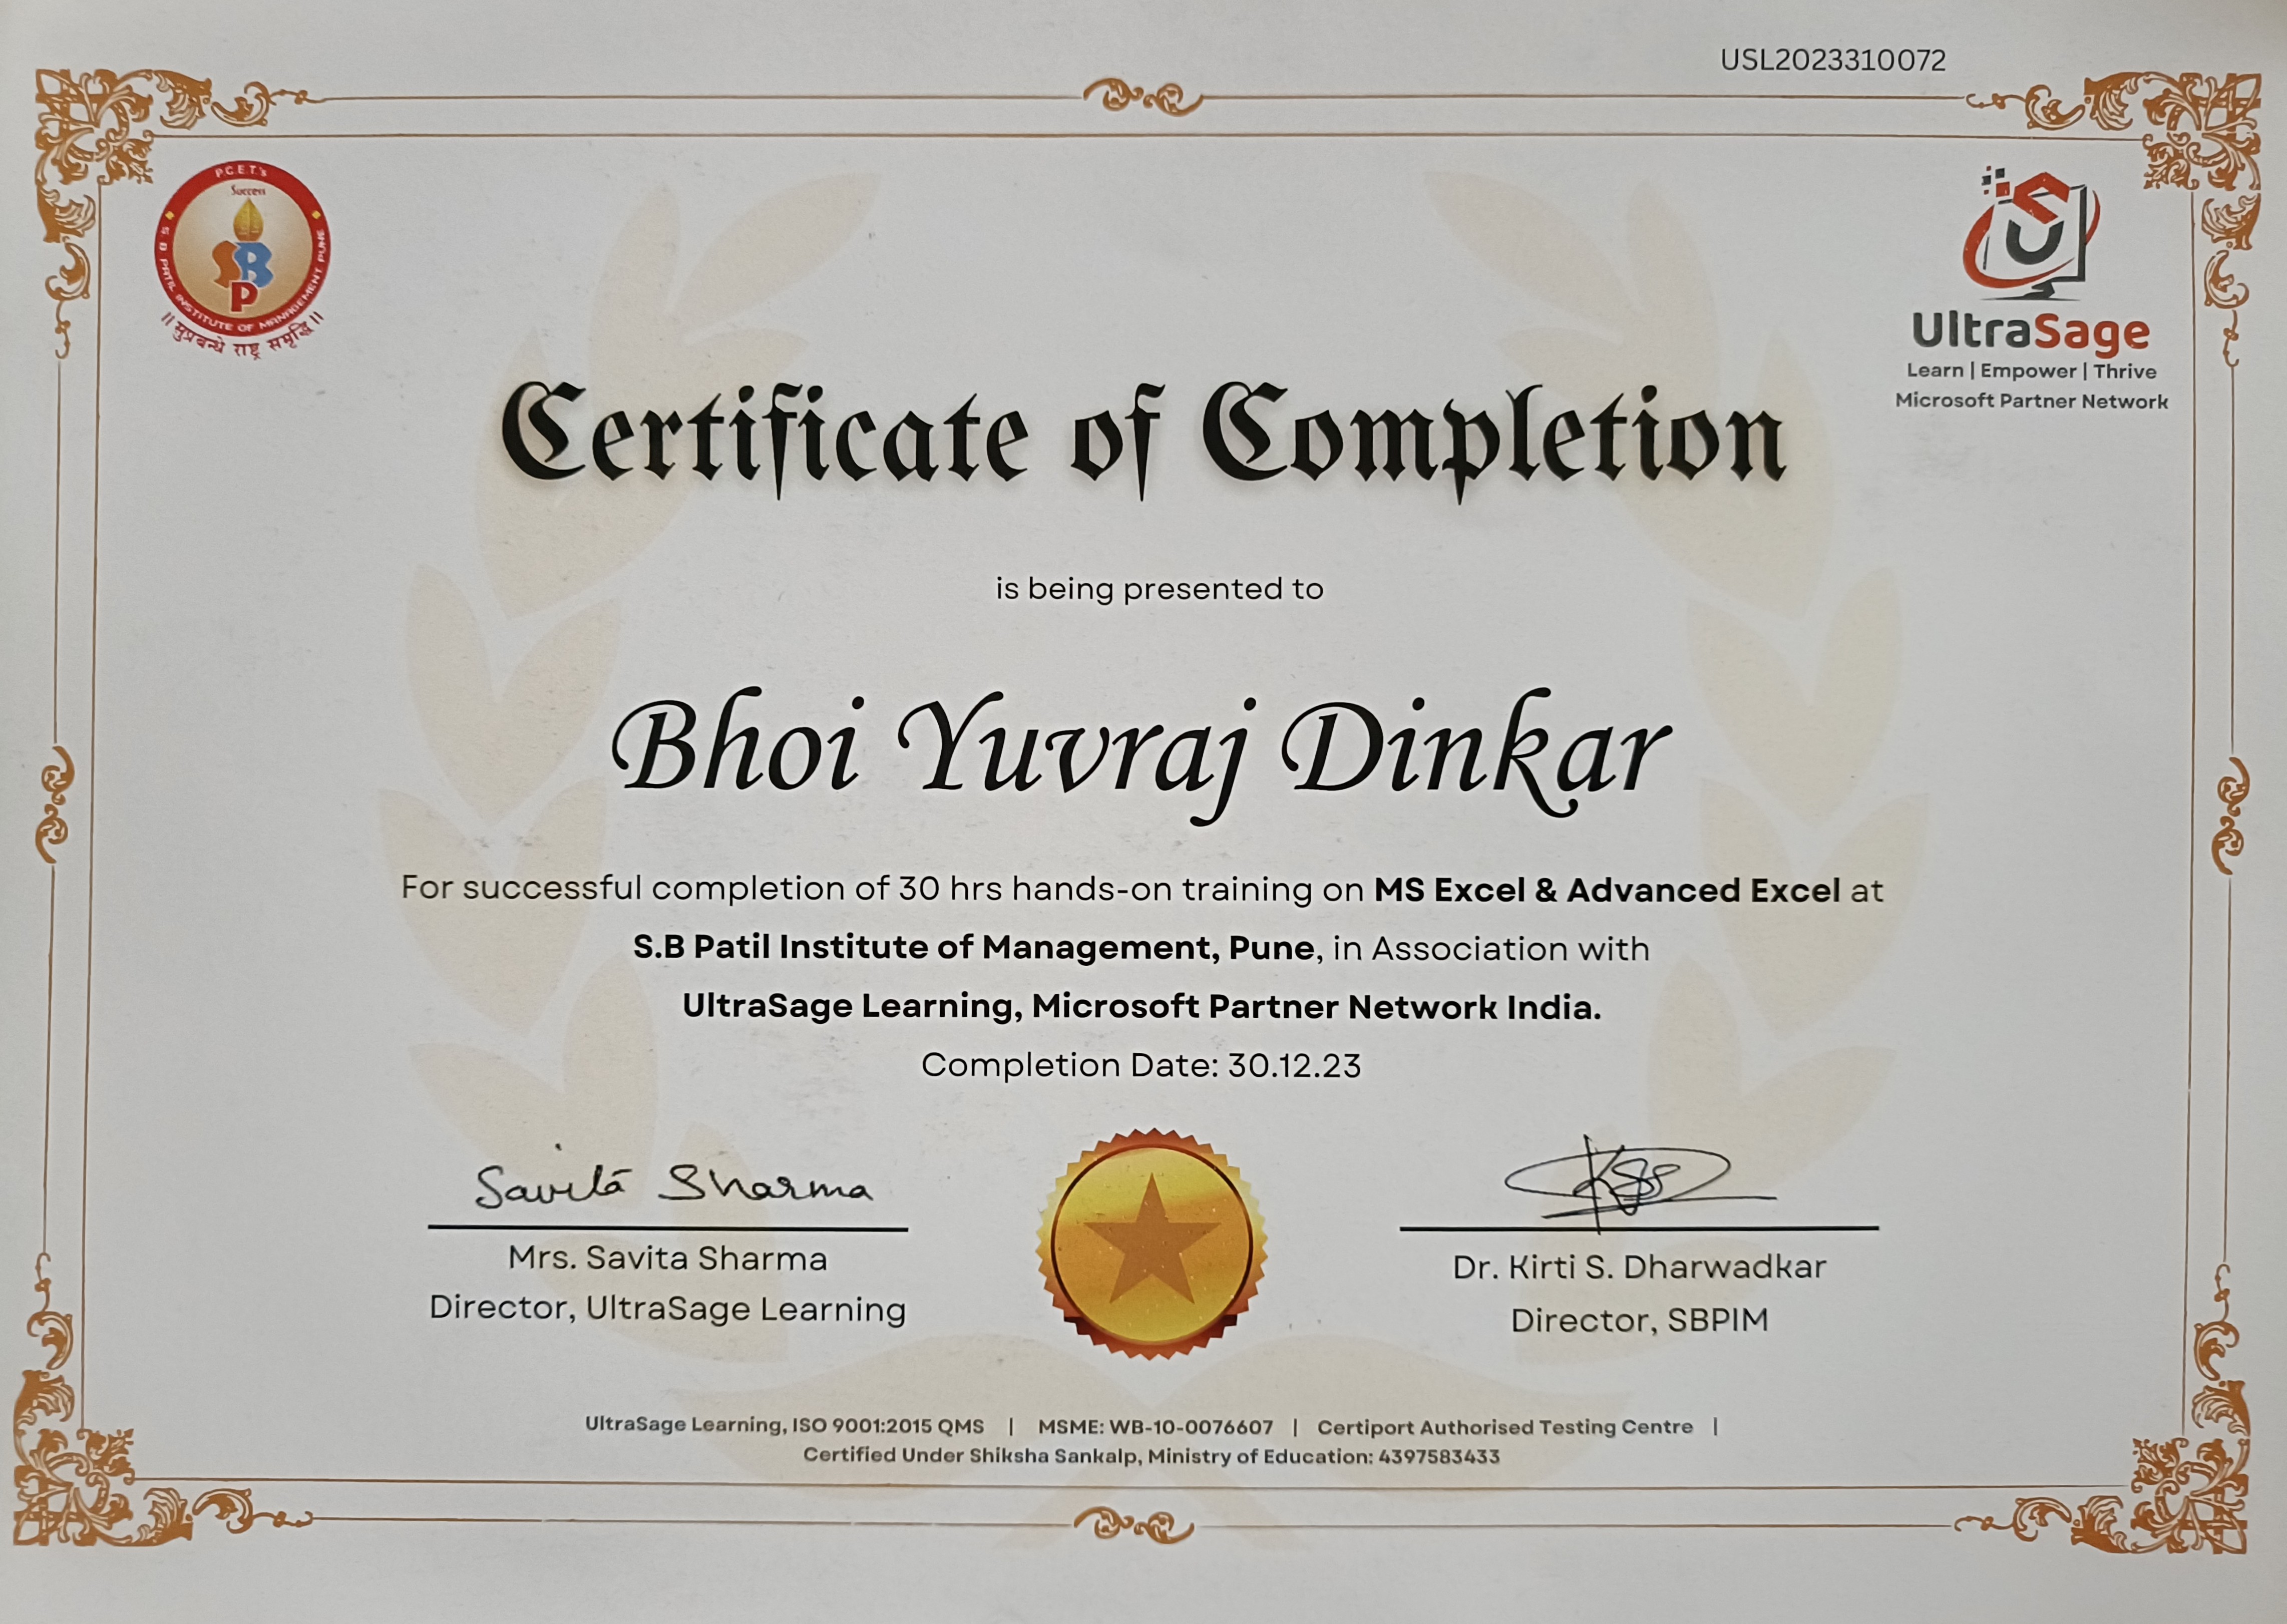 USL2023310072
P.C.E.T.'s
Success
SBP
S B PATIL INSTITUTE OF MANAGEMENT PUNE
|| सुप्रबन्धे राष्ट्र समृद्धि ||
UltraSage
Learn | Empower | Thrive
Microsoft Partner Network
Certificate of Completion
is being presented to
Bhoi Yuvraj Dinkar
For successful completion of 30 hrs hands-on training on MS Excel & Advanced Excel at
S.B Patil Institute of Management, Pune, in Association with
UltraSage Learning, Microsoft Partner Network India.
Completion Date: 30.12.23
Savita Sharma
Mrs. Savita Sharma
Director, UltraSage Learning
Dr. Kirti S. Dharwadkar
Director, SBPIM
UltraSage Learning, ISO 9001:2015 QMS | MSME: WB-10-0076607 | Certiport Authorised Testing Centre |
Certified Under Shiksha Sankalp, Ministry of Education: 4397583433